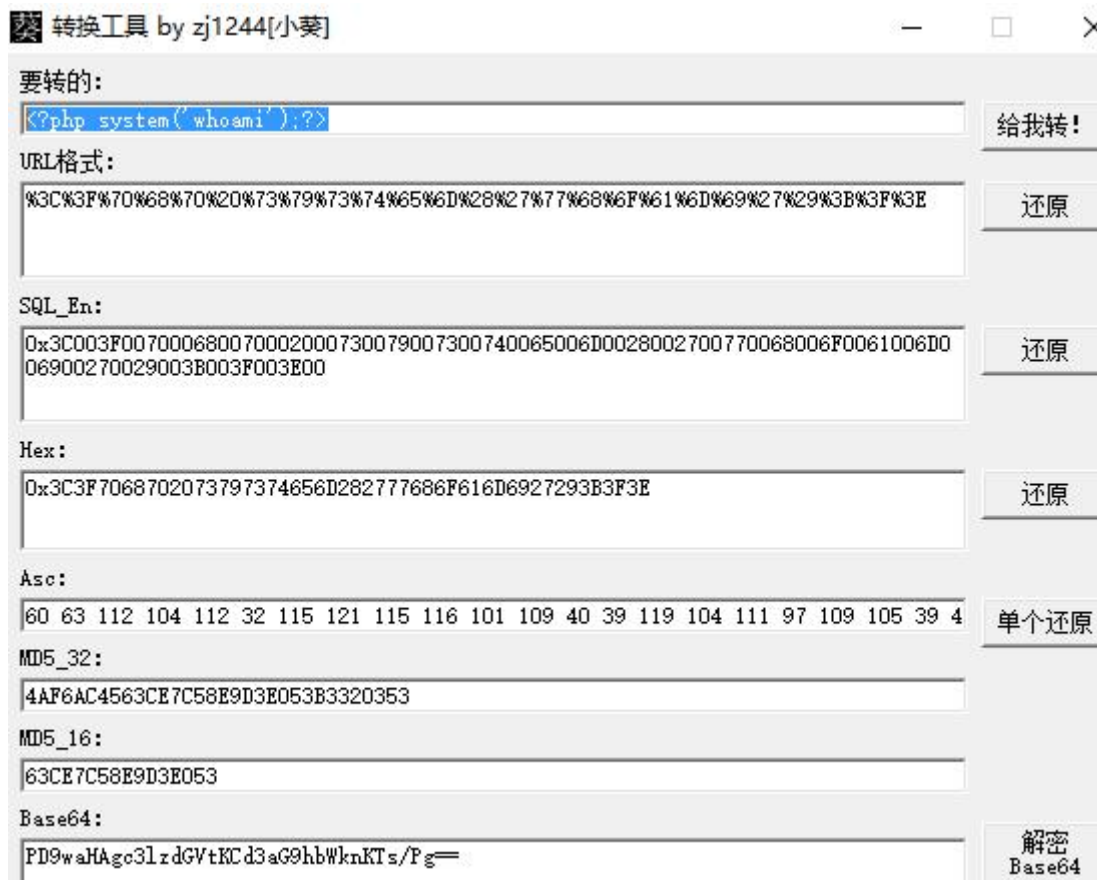 葵 转换工具 by zj1244[小葵]
要转的:
<?php system('whoami');?>
给我转!
URL格式:
%3C%3F%70%68%70%20%73%79%73%74%65%6D%28%27%77%68%6F%61%6D%69%27%29%3B%3F%3E
还原
SQL_En:
0x3C003F007000680070002000730079007300740065006D0028002700770068006F0061006D0
06900270029003B003F003E00
还原
Hex:
0x3C3F7068702073797374656D282777686F616D6927293B3F3E
还原
Asc:
60 63 112 104 112 32 115 121 115 116 101 109 40 39 119 104 111 97 109 105 39 4
单个还原
MD5_32:
4AF6AC4563CE7C58E9D3E053B3320353
MD5_16:
63CE7C58E9D3E053
Base64:
PD9waHAgc3lzdGVtKCd3aG9hbWknKTs/Pg==
解密
Base64